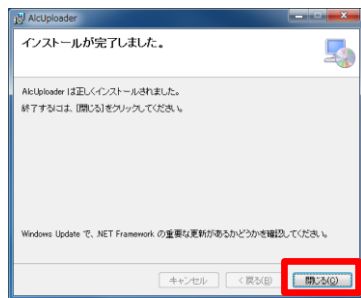 AlcUploader
インストールが完了しました。
AlcUploader は正しくインストールされました。
終了するには、[閉じる]をクリックしてください。
Windows Update で、.NET Framework の重要な更新があるかどうかを確認してください。
キャンセル
< 戻る(B)
閉じる(C)